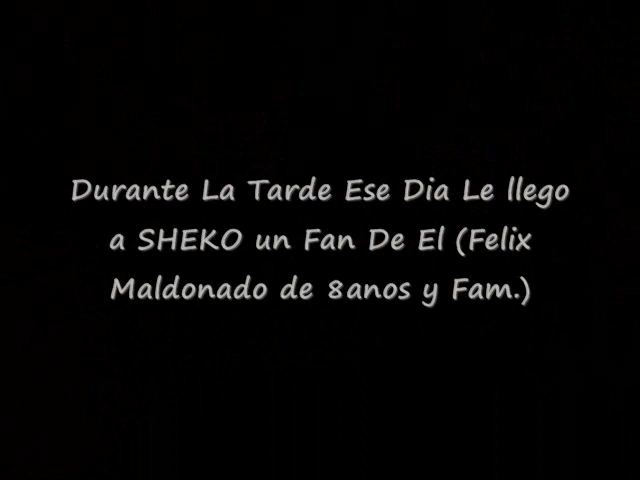 Durante La Tarde Ese Dia Le llego
a SHEKO un Fan De El (Felix
Maldonado de 8anos y Fam.)